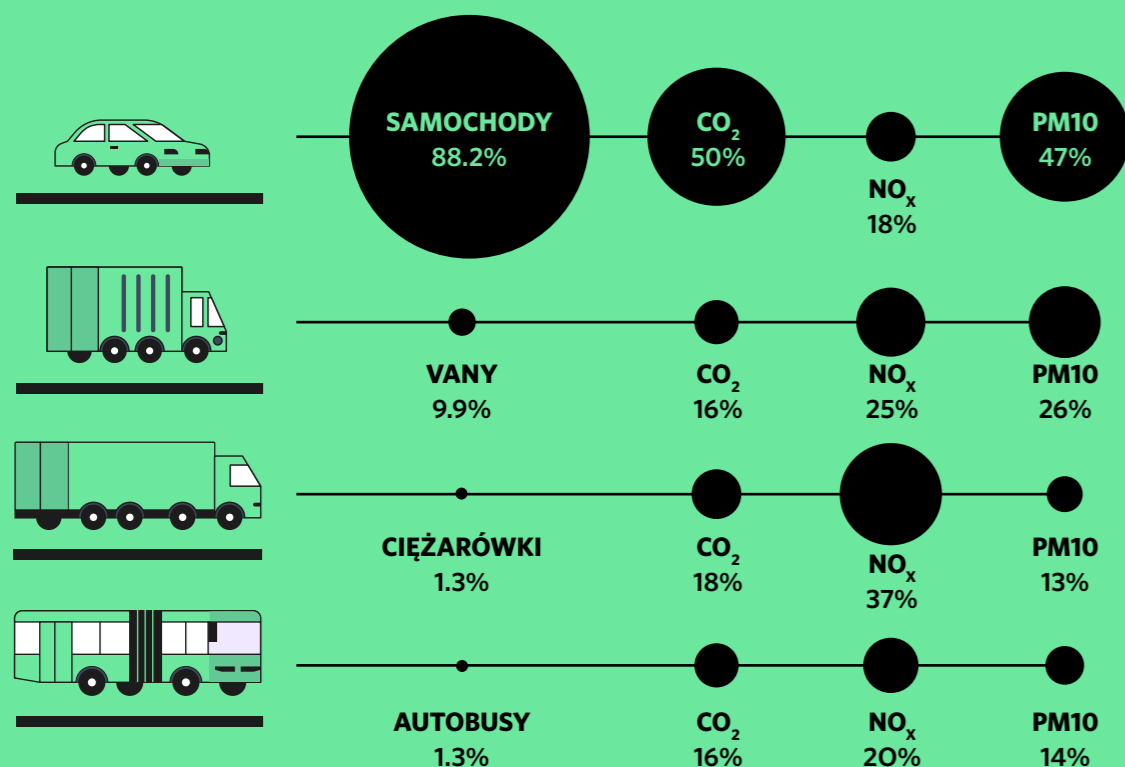 SAMOCHODY
88.2%
CO₂
50%
NOₓ
18%
PM10
47%
VANY
9.9%
CO₂
16%
NOₓ
25%
PM10
26%
CIĘŻARÓWKI
1.3%
CO₂
18%
NOₓ
37%
PM10
13%
AUTOBUSY
1.3%
CO₂
16%
NOₓ
20%
PM10
14%